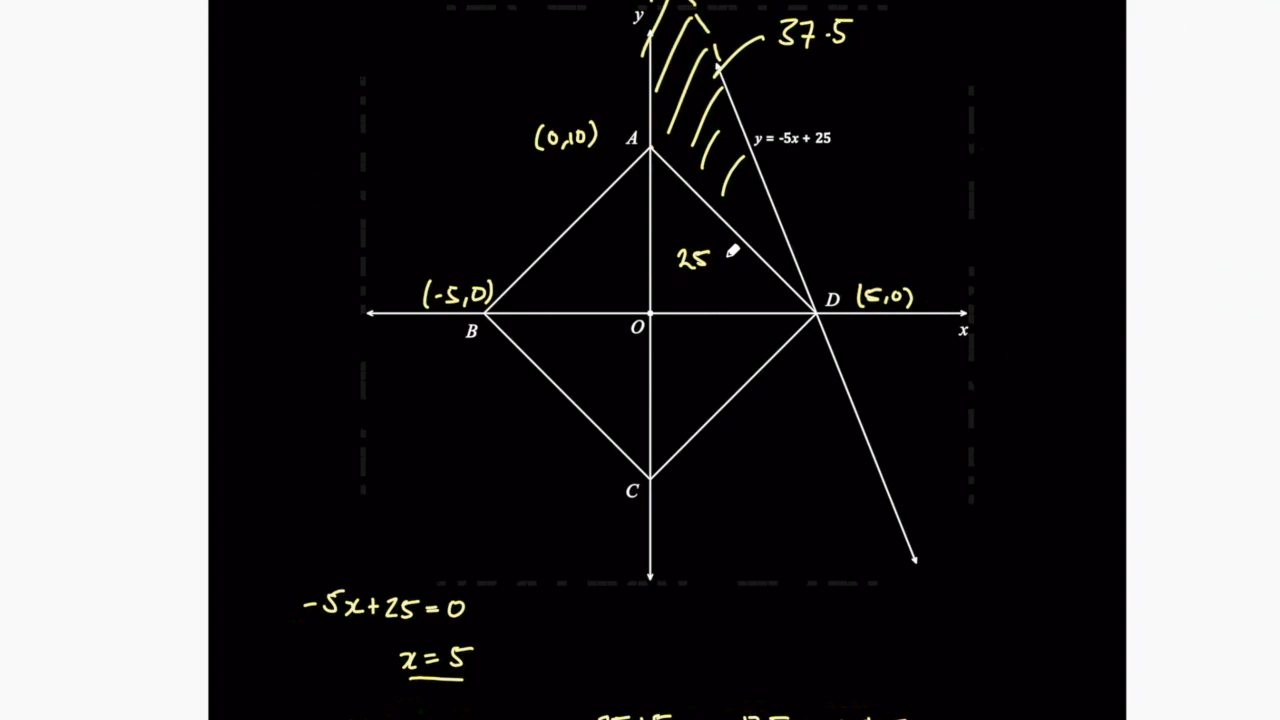 y
37.5
(0,10) A
y = -5x + 25
25
(-5,0)
D (5,0)
B
O
x
C
-5x+25=0
x = 5